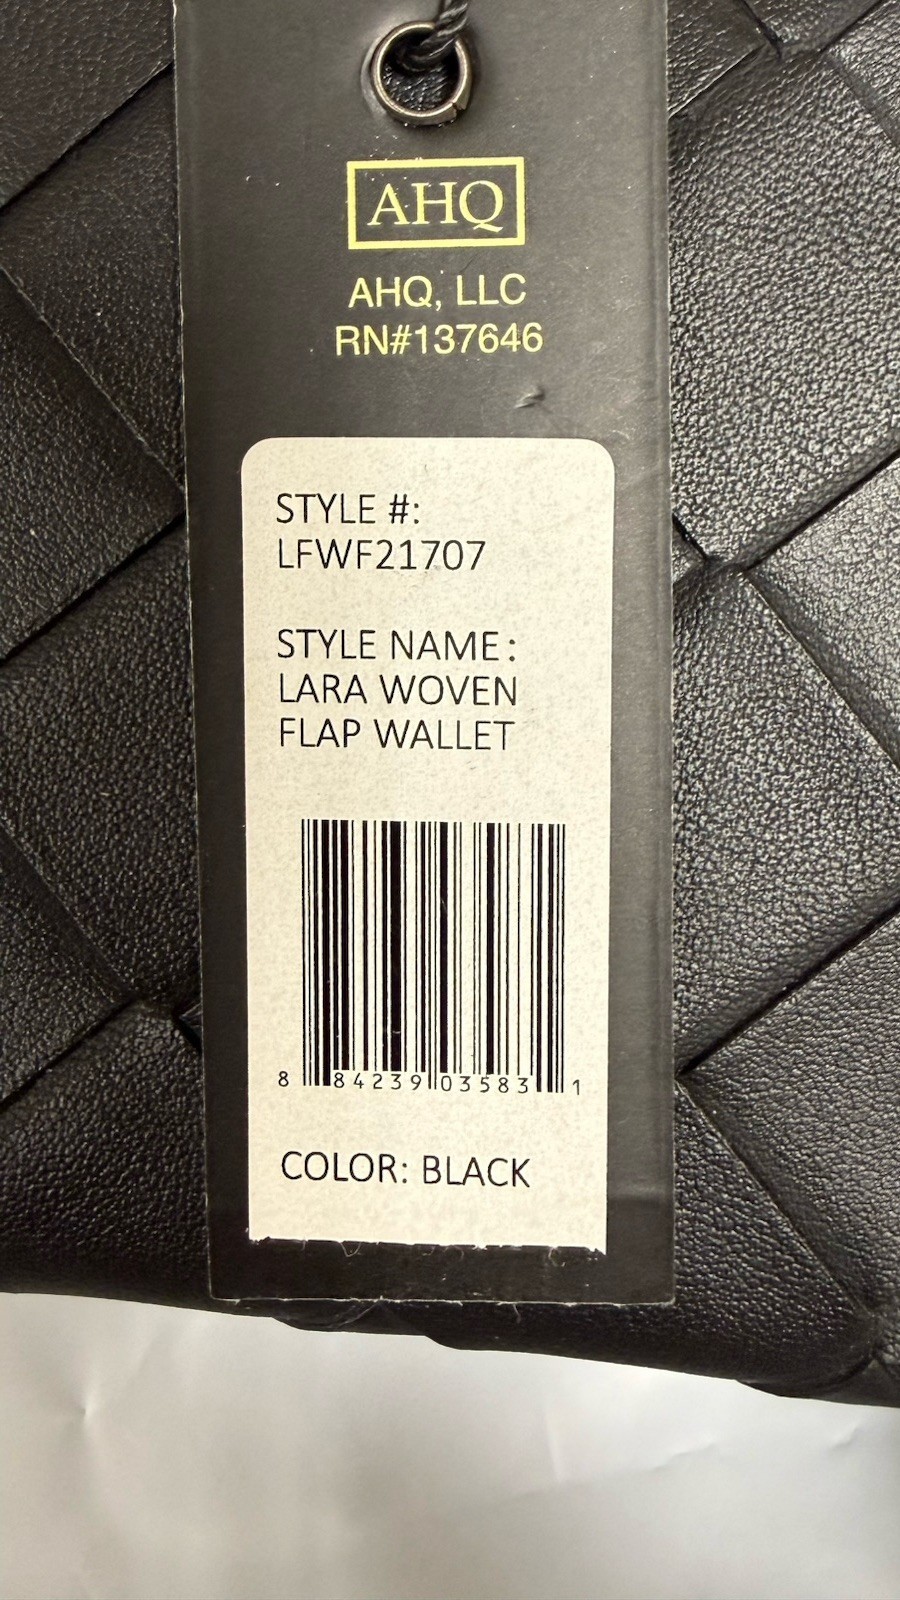 AHQ
AHQ, LLC
RN#137646
STYLE #:
LFWF21707
STYLE NAME:
LARA WOVEN
FLAP WALLET
8 84239 03583 1
COLOR: BLACK